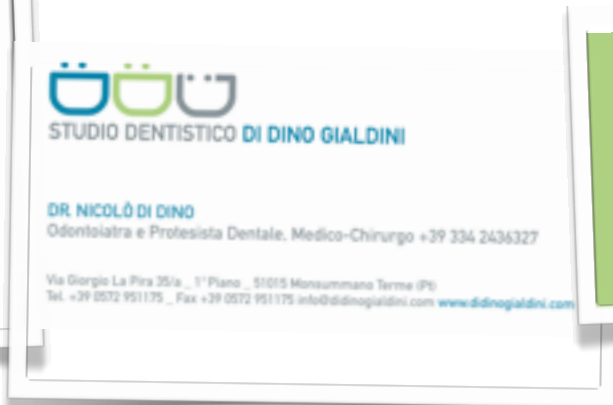 STUDIO DENTISTICO DI DINO GIALDINI
DR. NICOLÒ DI DINO
Odontoiatra e Protesista Dentale, Medico-Chirurgo +39 334 2436327
Via Giorgio La Pira 35/a _ 1° Piano _ 51015 Monsummano Terme (Pt)
Tel. +39 0572 951175 _ Fax +39 0572 951175 info@didinogialdini.com www.didinogialdini.com